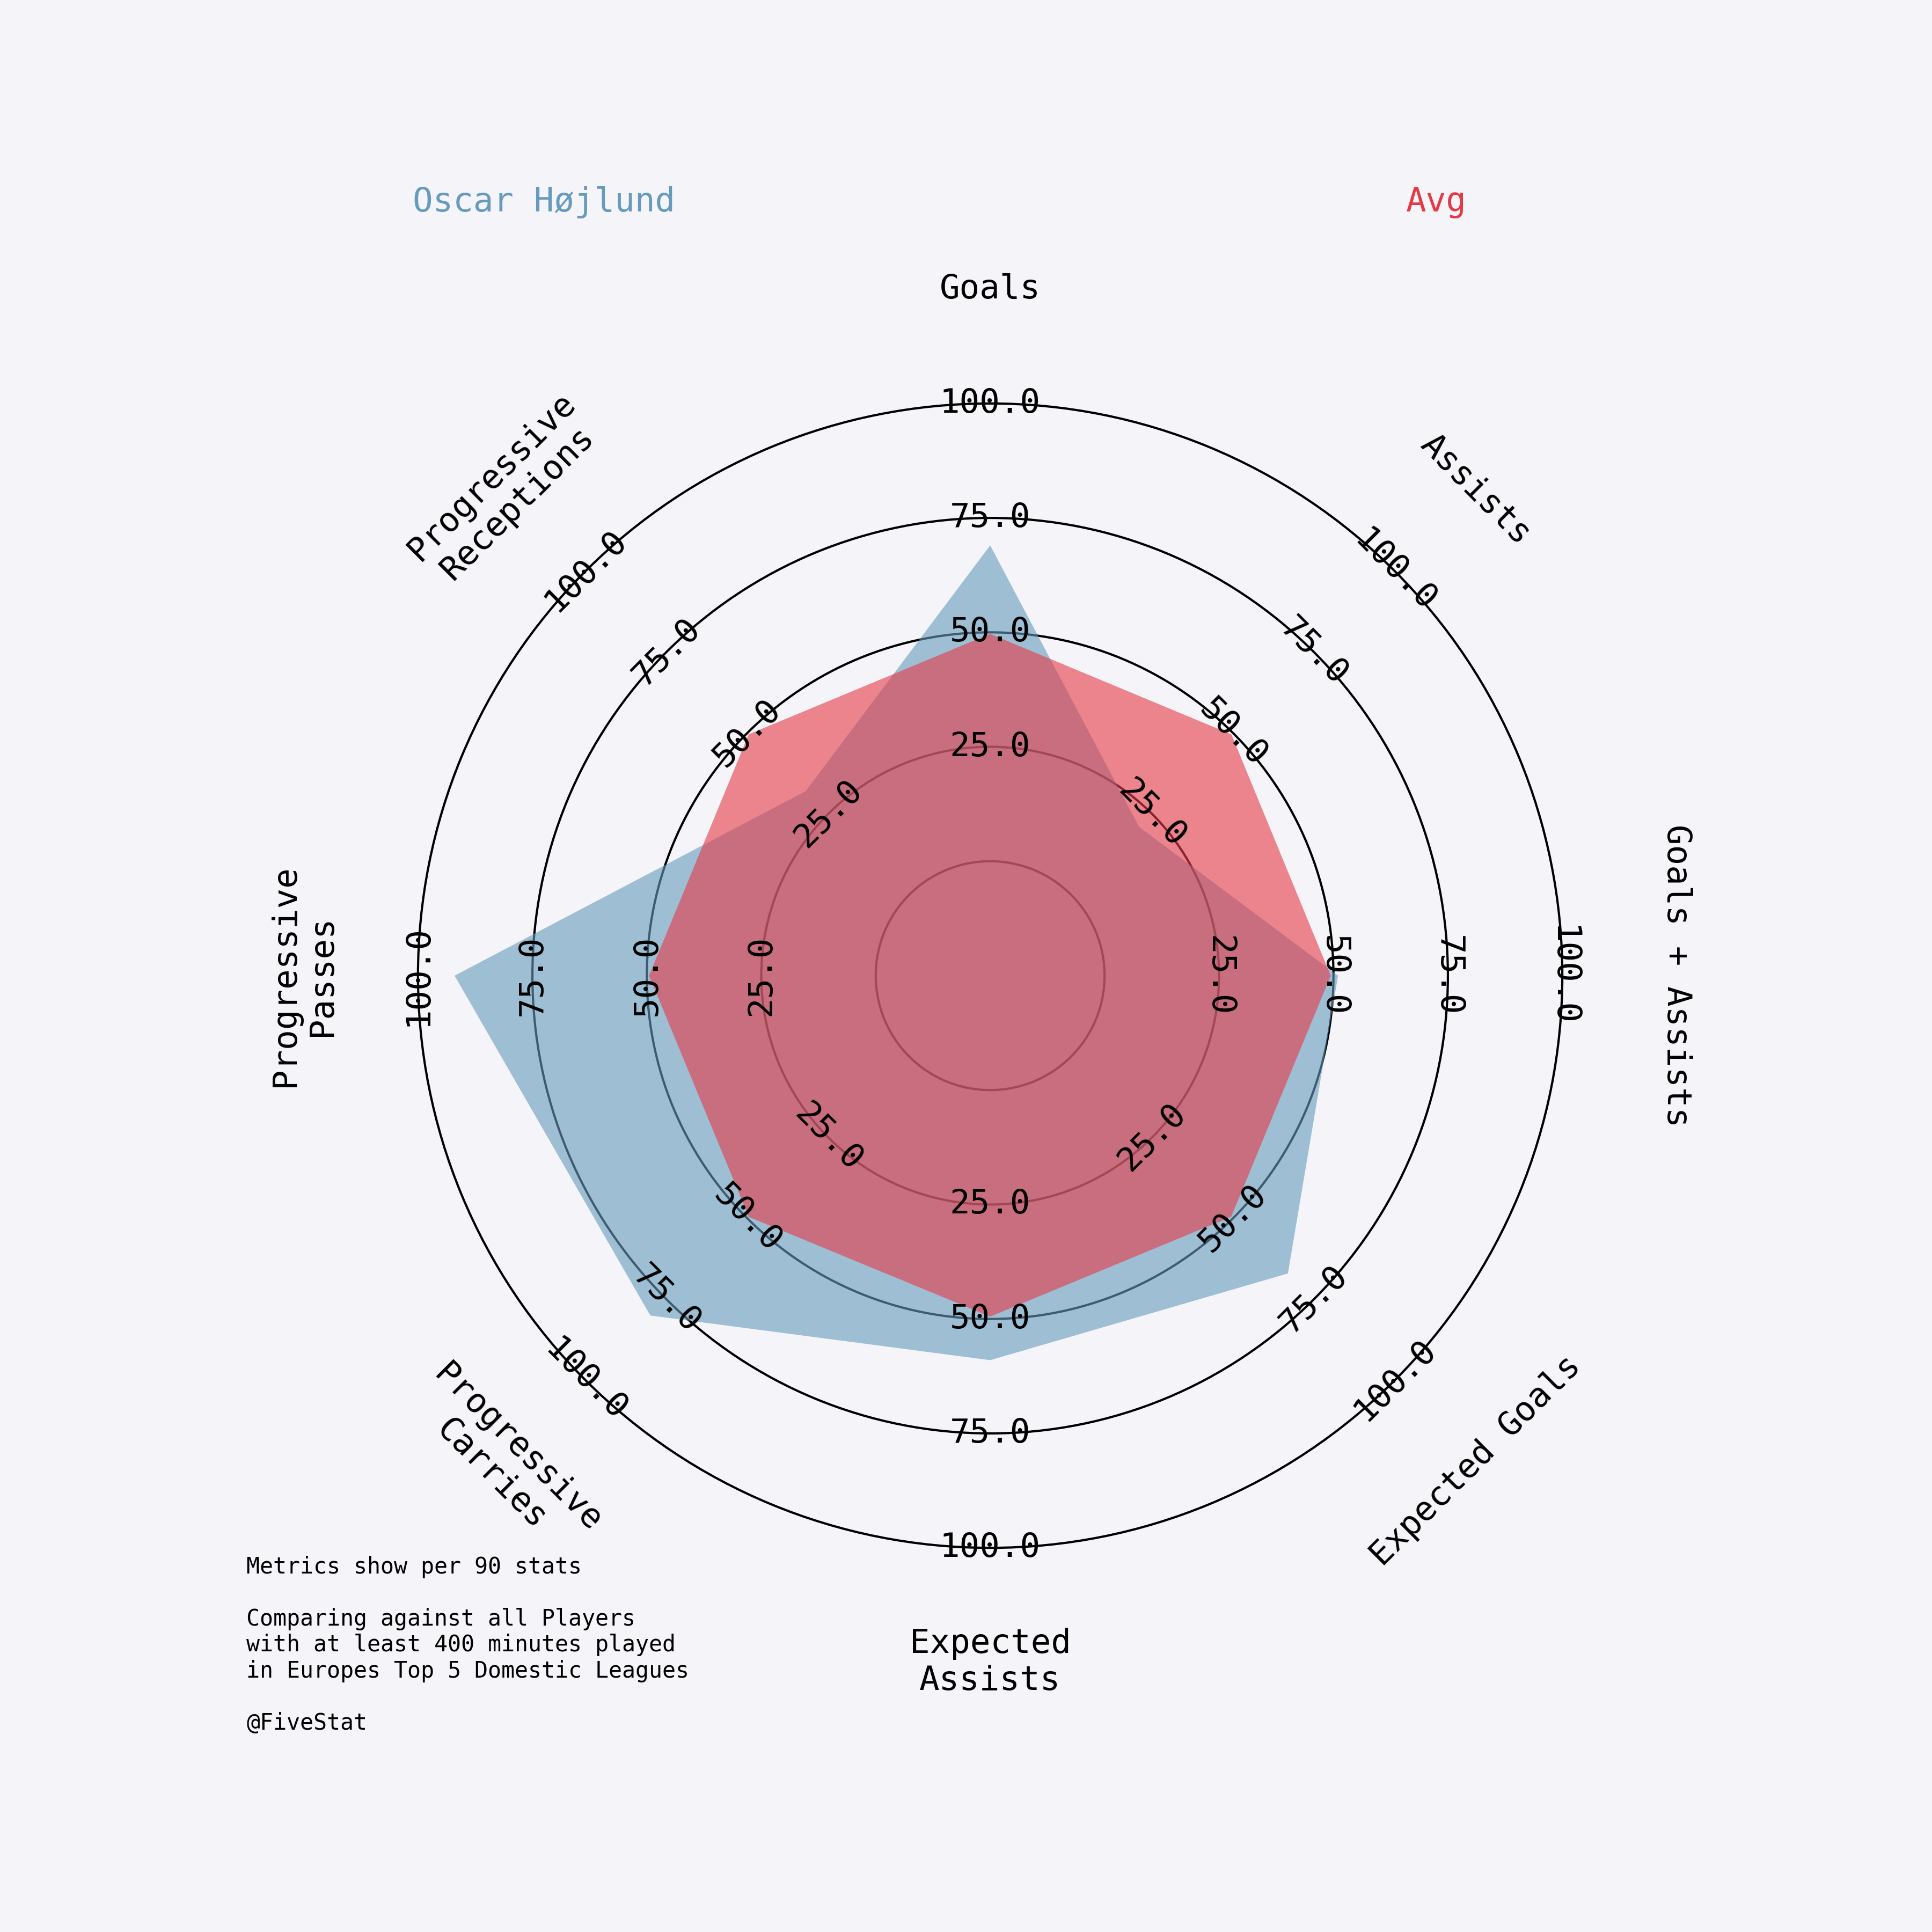 Oscar Højlund
Avg
Goals
Assists
Goals + Assists
Expected Goals
Expected
Assists
Progressive
Carries
Progressive
Passes
Progressive
Receptions
25.0
50.0
75.0
100.0
25.0
50.0
75.0
100.0
25.0
50.0
75.0
100.0
25.0
50.0
75.0
100.0
25.0
50.0
75.0
100.0
25.0
50.0
75.0
100.0
25.0
50.0
75.0
100.0
25.0
50.0
75.0
100.0
Metrics show per 90 stats
Comparing against all Players
with at least 400 minutes played
in Europes Top 5 Domestic Leagues
@FiveStat